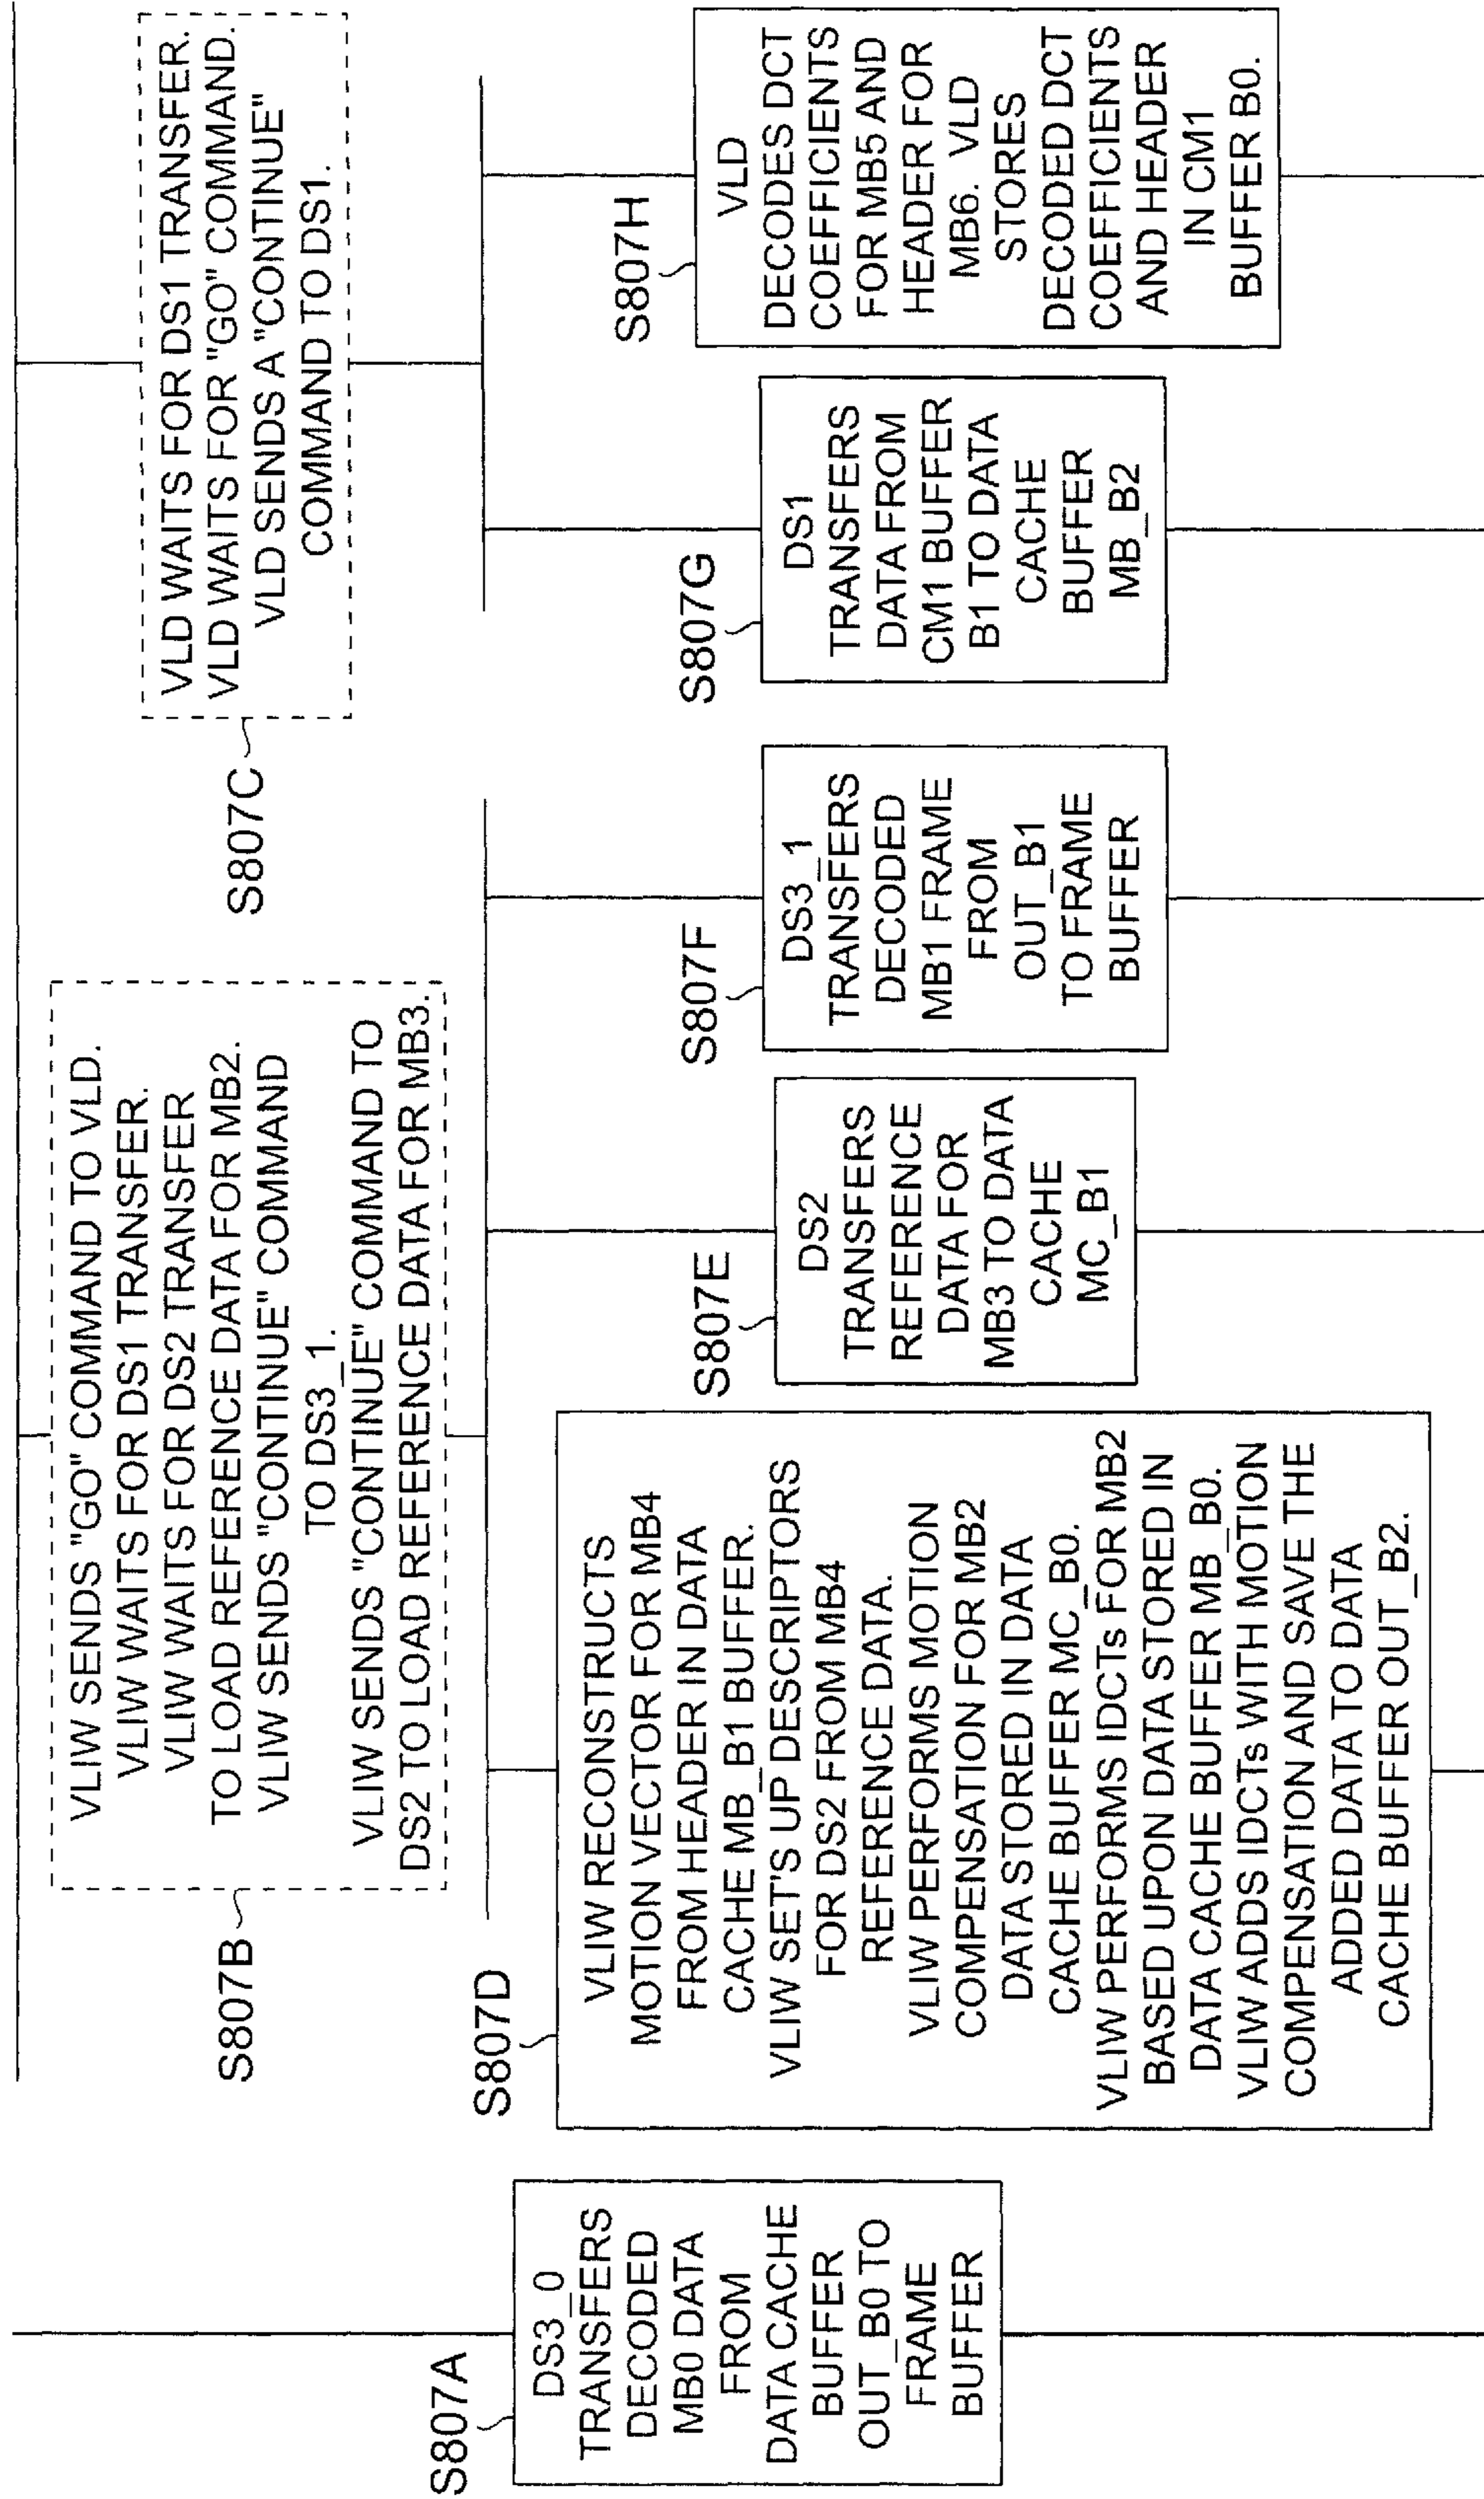 S807A
DS3_0
TRANSFERS
DECODED
MB0 DATA
FROM
DATA CACHE
BUFFER
OUT_B0 TO
FRAME
BUFFER
S807B
VLIW SENDS "GO" COMMAND TO VLD.
VLIW WAITS FOR DS1 TRANSFER.
VLIW WAITS FOR DS2 TRANSFER
TO LOAD REFERENCE DATA FOR MB2.
VLIW SENDS "CONTINUE" COMMAND
TO DS3_1.
VLIW SENDS "CONTINUE" COMMAND TO
DS2 TO LOAD REFERENCE DATA FOR MB3.
S807C
VLD WAITS FOR DS1 TRANSFER.
VLD WAITS FOR "GO" COMMAND.
VLD SENDS A "CONTINUE"
COMMAND TO DS1.
S807D
VLIW RECONSTRUCTS
MOTION VECTOR FOR MB4
FROM HEADER IN DATA
CACHE MB_B1 BUFFER.
VLIW SET'S UP DESCRIPTORS
FOR DS2 FROM MB4
REFERENCE DATA.
VLIW PERFORMS MOTION
COMPENSATION FOR MB2
DATA STORED IN DATA
CACHE BUFFER MC_B0.
VLIW PERFORMS IDCTs FOR MB2
BASED UPON DATA STORED IN
DATA CACHE BUFFER MB_B0.
VLIW ADDS IDCTs WITH MOTION
COMPENSATION AND SAVE THE
ADDED DATA TO DATA
CACHE BUFFER OUT_B2.
S807E
DS2
TRANSFERS
REFERENCE
DATA FOR
MB3 TO DATA
CACHE
MC_B1
S807F
DS3_1
TRANSFERS
DECODED
MB1 FRAME
FROM
OUT_B1
TO FRAME
BUFFER
S807G
DS1
TRANSFERS
DATA FROM
CM1 BUFFER
B1 TO DATA
CACHE
BUFFER
MB_B2
S807H
VLD
DECODES DCT
COEFFICIENTS
FOR MB5 AND
HEADER FOR
MB6. VLD
STORES
DECODED DCT
COEFFICIENTS
AND HEADER
IN CM1
BUFFER B0.